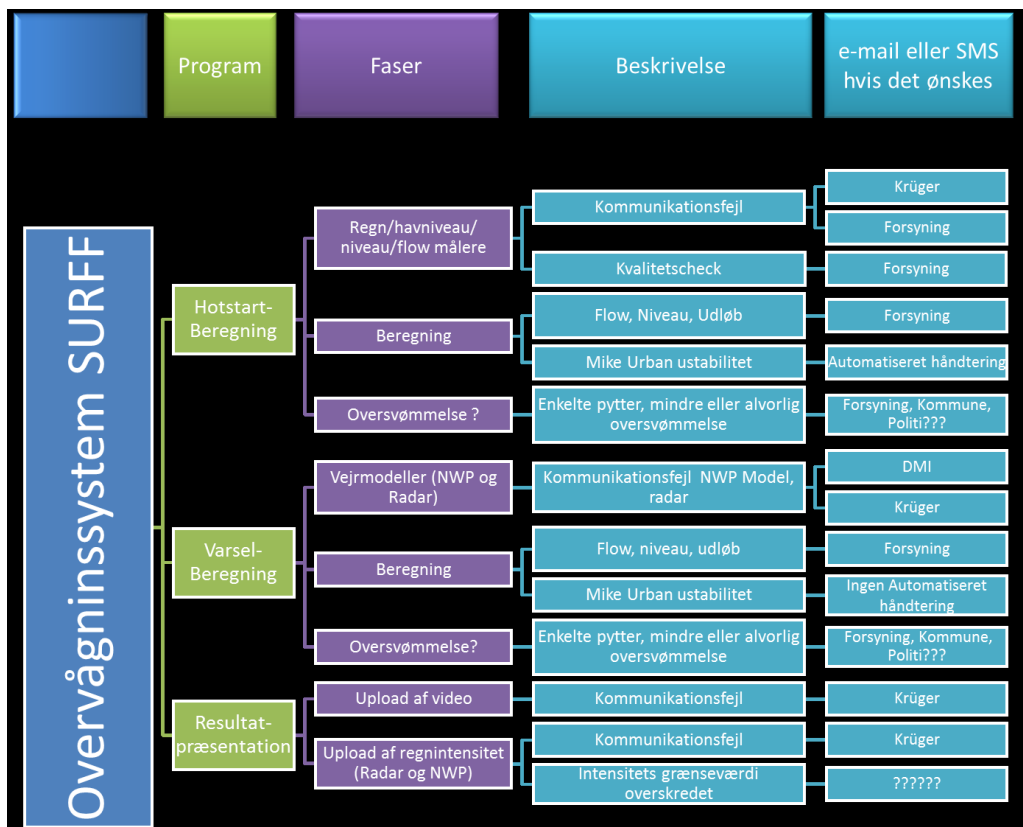 Program
Faser
Beskrivelse
e-mail eller SMS
hvis det ønskes
Overvågninssystem SURFF
Hotstart-
Beregning
Regn/havniveau/
niveau/flow målere
Kommunikationsfejl
Krüger
Forsyning
Kvalitetscheck
Forsyning
Beregning
Flow, Niveau, Udløb
Forsyning
Mike Urban ustabilitet
Automatiseret håndtering
Oversvømmelse ?
Enkelte pytter, mindre eller alvorlig
oversvømmelse
Forsyning, Kommune,
Politi???
Varsel-
Beregning
Vejrmodeller (NWP og
Radar)
Kommunikationsfejl NWP Model,
radar
DMI
Krüger
Beregning
Flow, niveau, udløb
Forsyning
Mike Urban ustabilitet
Ingen Automatiseret
håndtering
Oversvømmelse?
Enkelte pytter, mindre eller alvorlig
oversvømmelse
Forsyning, Kommune,
Politi???
Resultat-
præsentation
Upload af video
Kommunikationsfejl
Krüger
Upload af regnintensitet
(Radar og NWP)
Kommunikationsfejl
Krüger
Intensitets grænseværdi
overskredet
??????